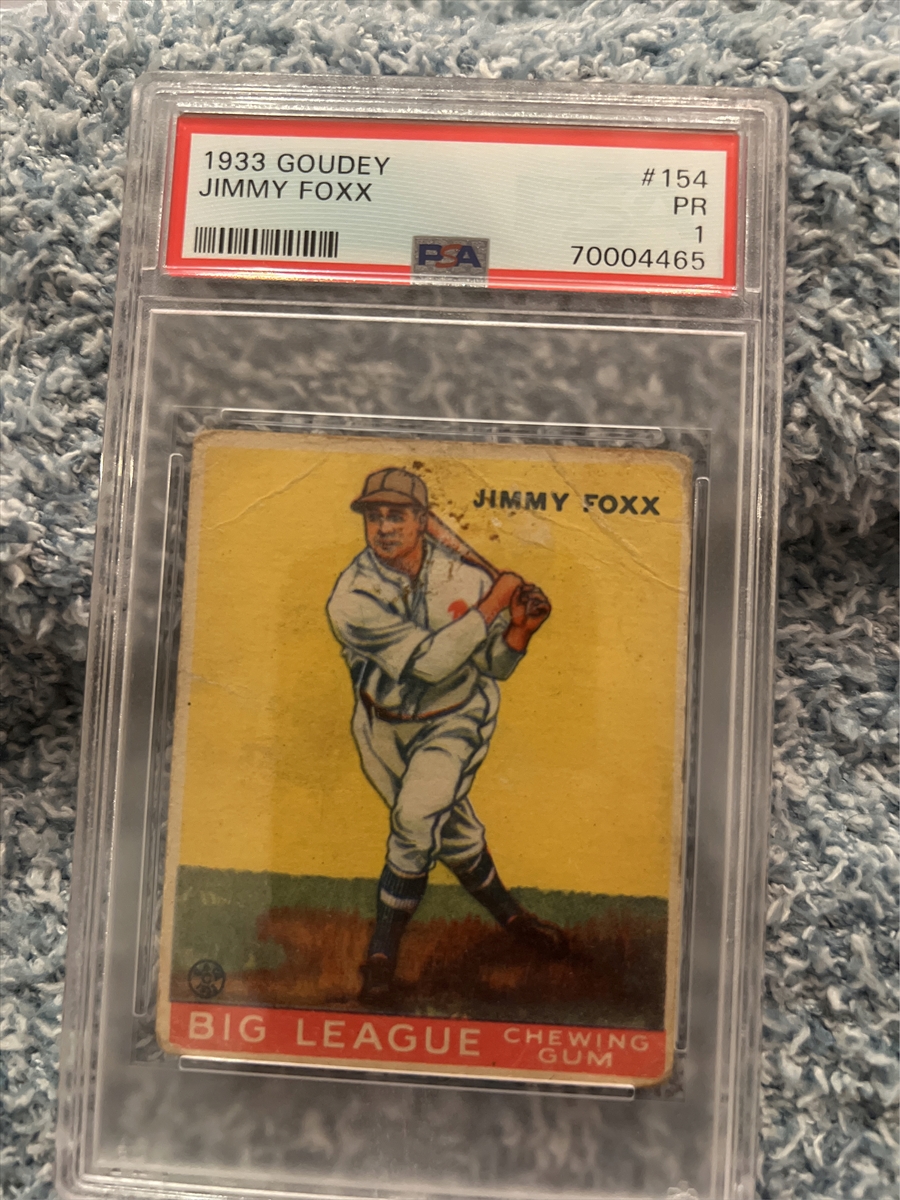 1933 GOUDEY
JIMMY FOXX
#154
PR
1
70004465
PSA
JIMMY FOXX
BIG LEAGUE CHEWING GUM